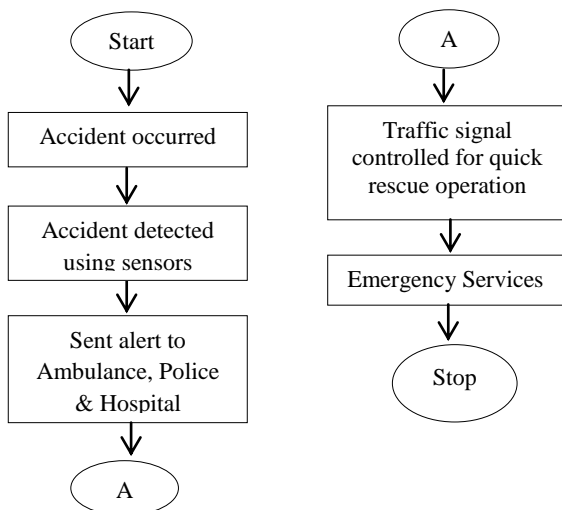 Start
Accident occurred
Accident detected
using sensors
Sent alert to
Ambulance, Police
& Hospital
A
A
Traffic signal
controlled for quick
rescue operation
Emergency Services
Stop